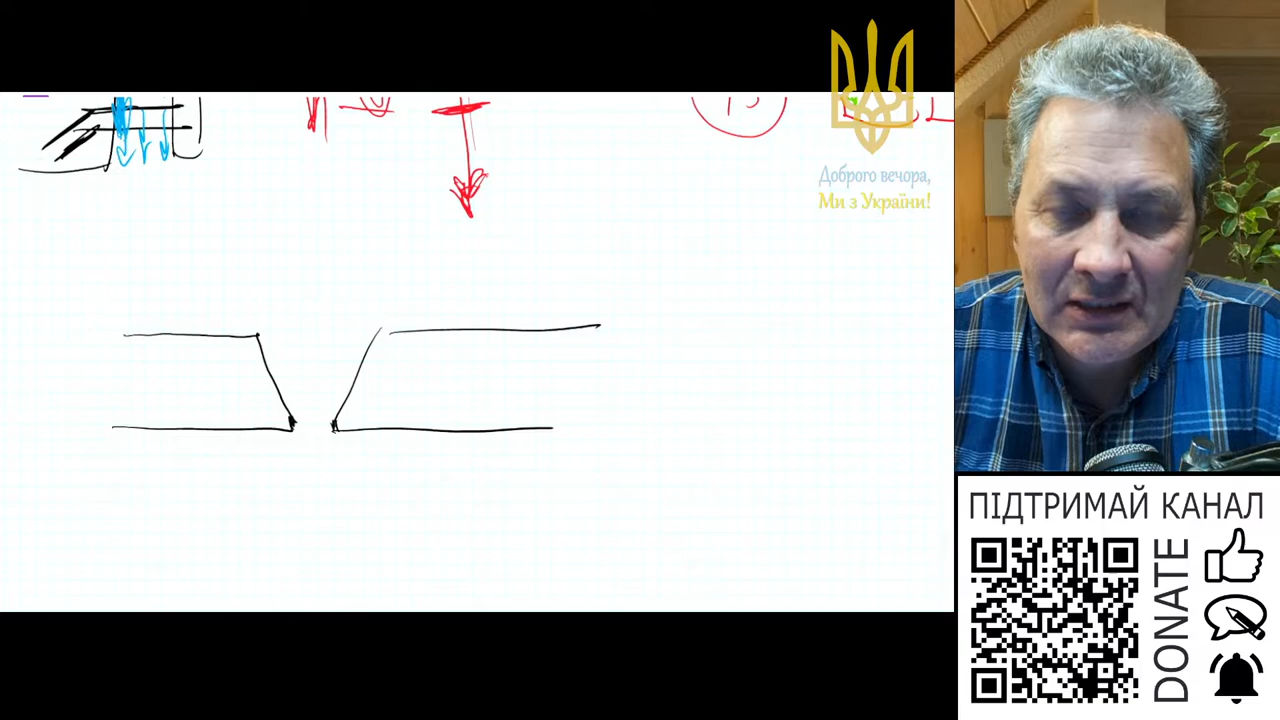 Доброго вечора,
Ми з України!
ПІДТРИМАЙ КАНАЛ
DONATE